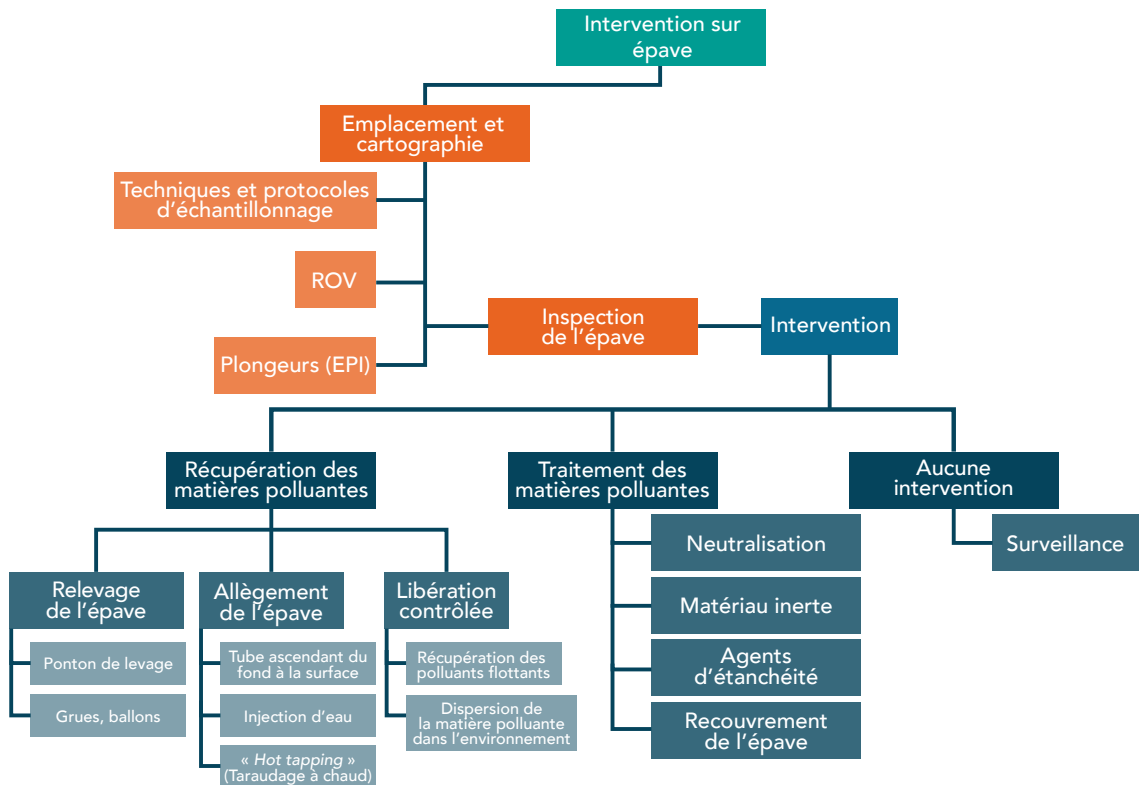 Intervention sur
épave
Emplacement et
cartographie
Techniques et protocoles
d'échantillonnage
ROV
Plongeurs (EPI)
Inspection
de l'épave
Intervention
Récupération des
matières polluantes
Traitement des
matières polluantes
Aucune
intervention
Relevage
de l'épave
Ponton de levage
Grues, ballons
Allègement
de l'épave
Tube ascendant du
fond à la surface
Injection d'eau
« Hot tapping »
(Taraudage à chaud)
Libération
contrôlée
Récupération des
polluants flottants
Dispersion de
la matière polluante
dans l'environnement
Neutralisation
Matériau inerte
Agents
d'étanchéité
Recouvrement
de l'épave
Surveillance